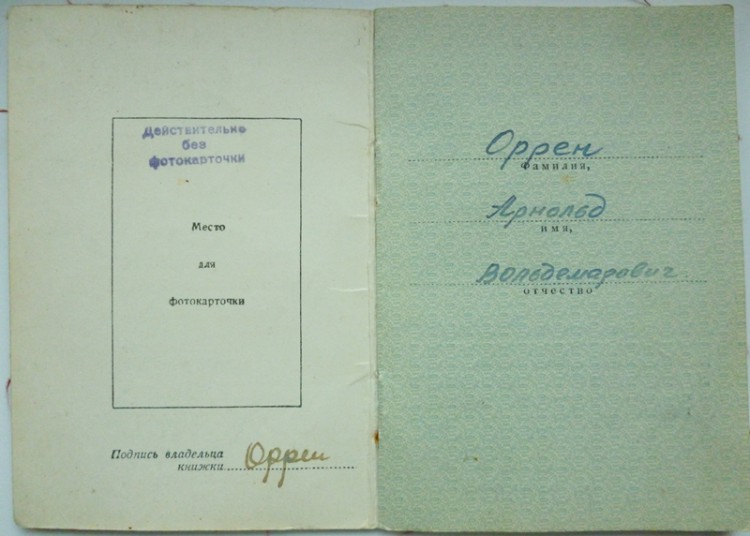 Действительно
без
фотокарточки
Место
для
фотокарточки
Подпись владельца
книжки Оррен
Оррен
Фамилия,
Арнольд
имя,
Вольдемарович
отчество